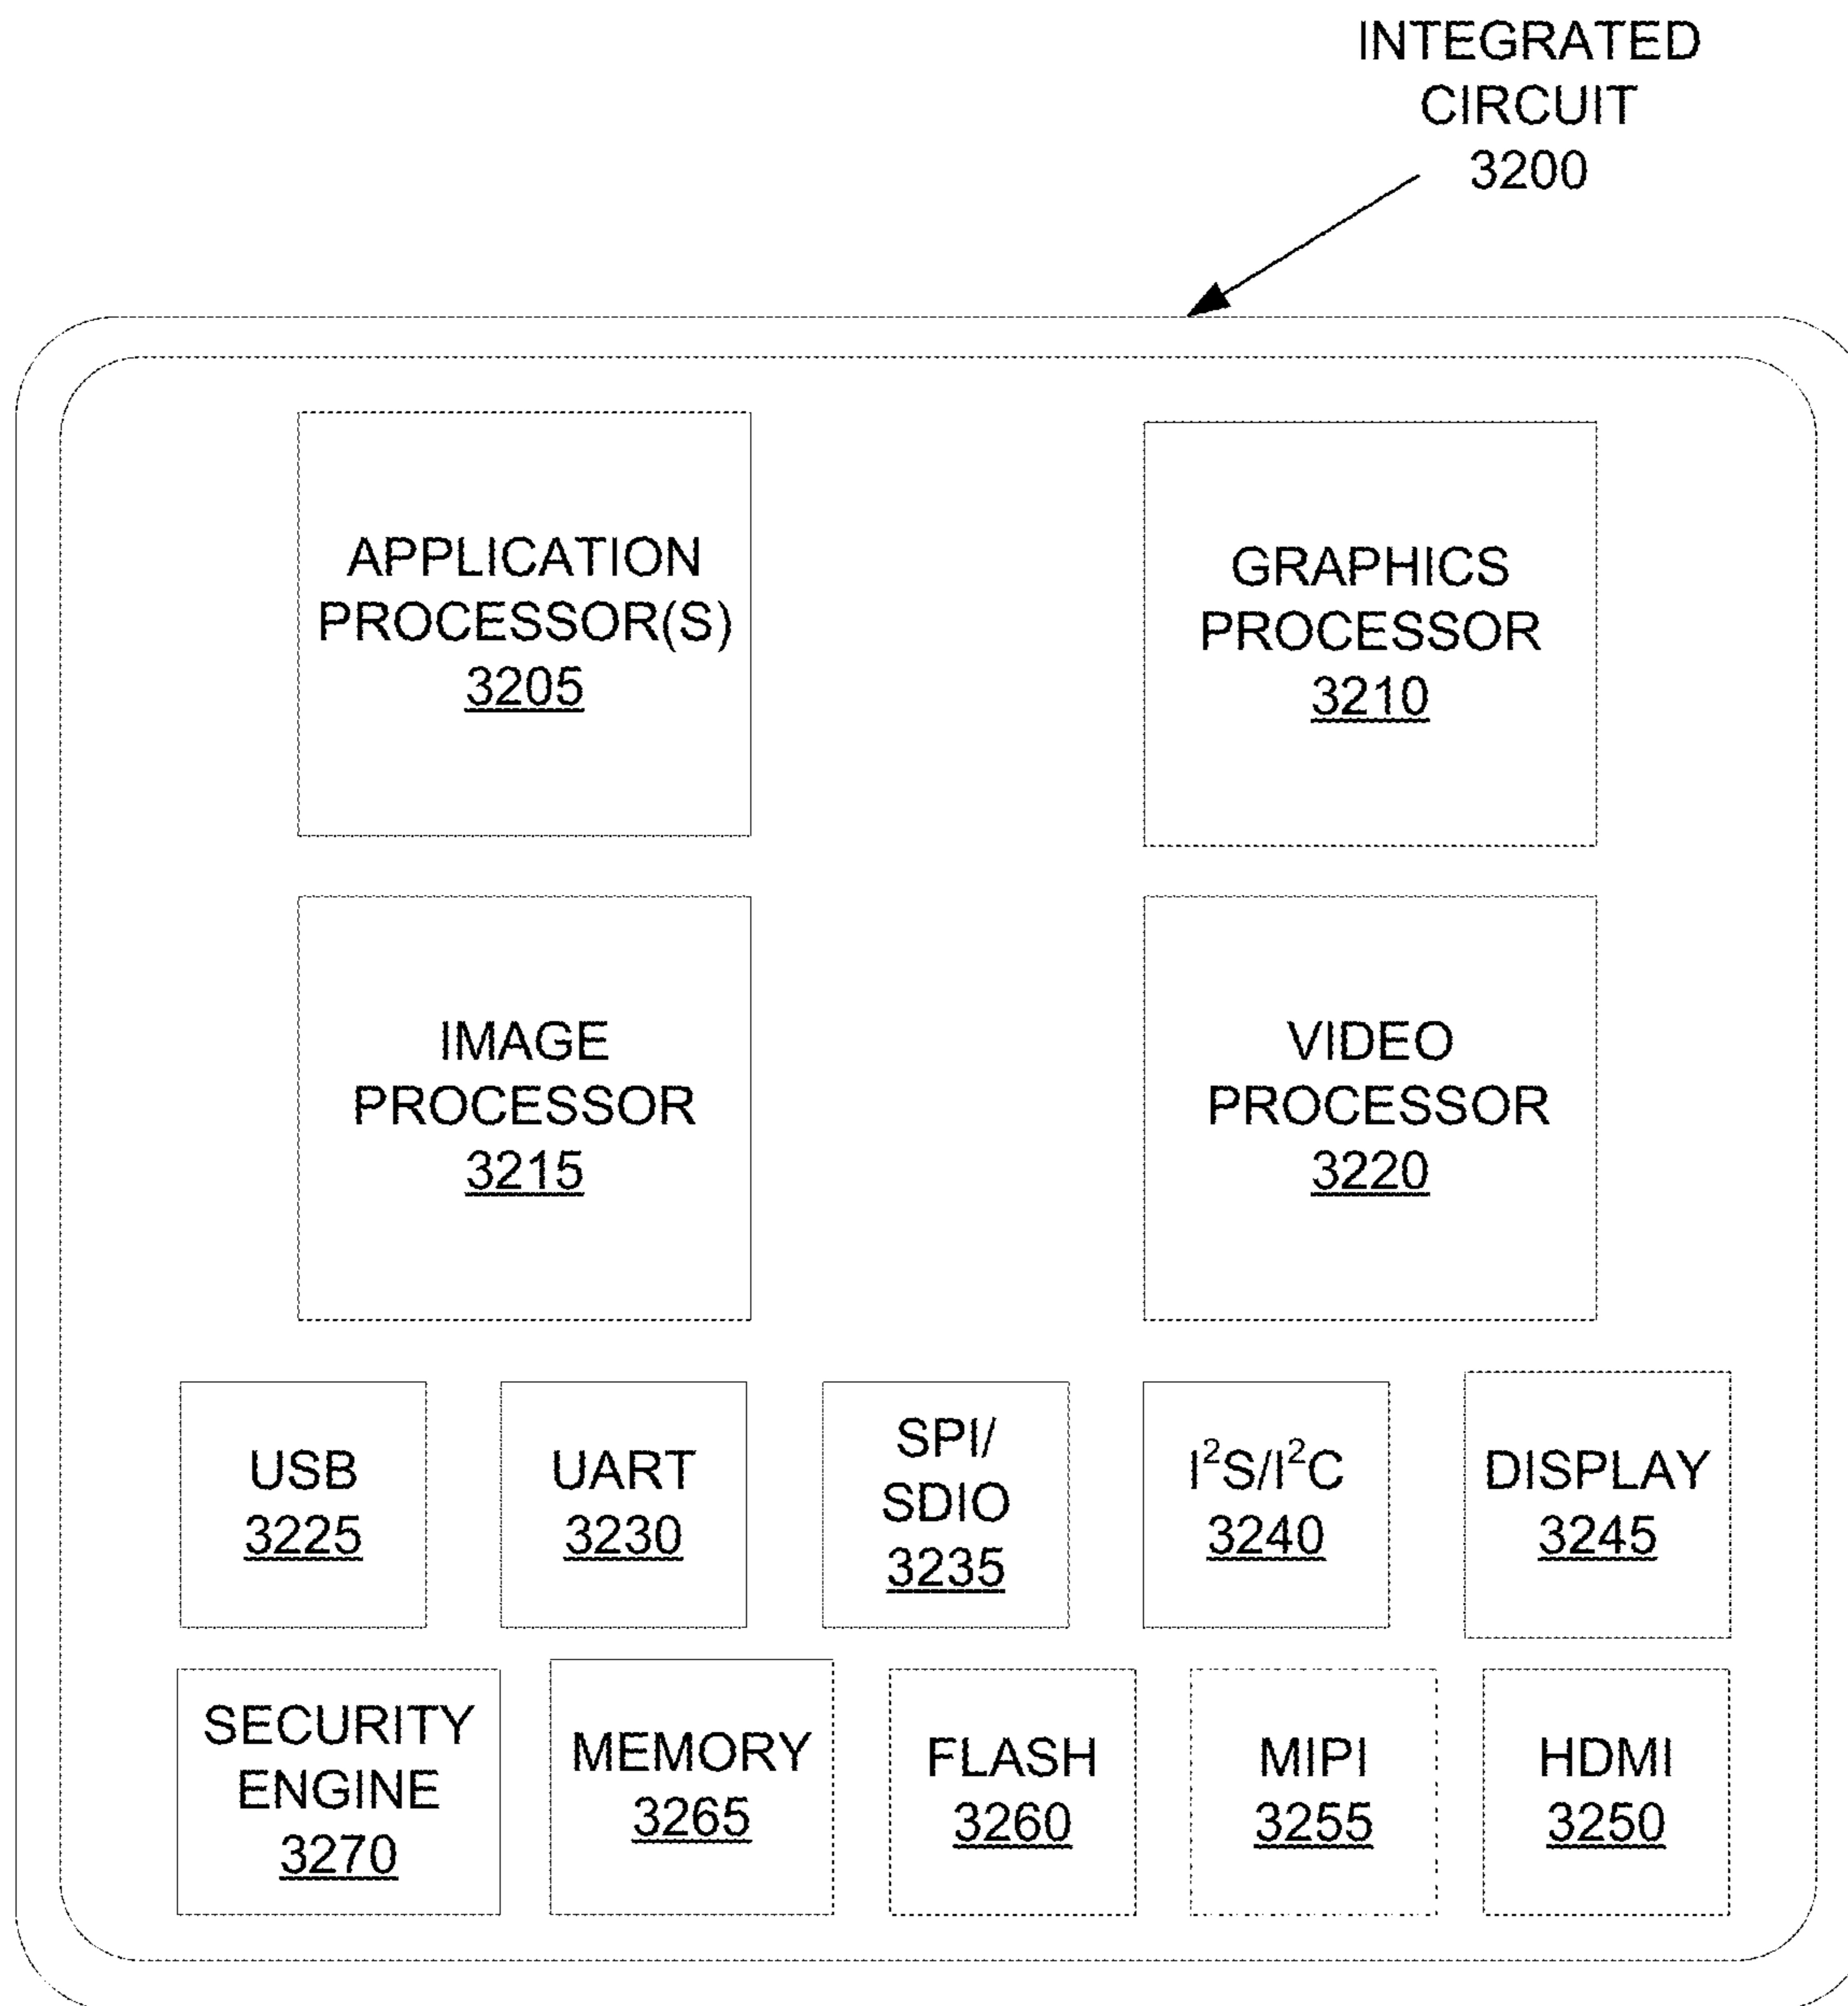 INTEGRATED
CIRCUIT
3200
APPLICATION
PROCESSOR(S)
3205
GRAPHICS
PROCESSOR
3210
IMAGE
PROCESSOR
3215
VIDEO
PROCESSOR
3220
USB
3225
UART
3230
SPI/
SDIO
3235
I²S/I²C
3240
DISPLAY
3245
SECURITY
ENGINE
3270
MEMORY
3265
FLASH
3260
MIPI
3255
HDMI
3250